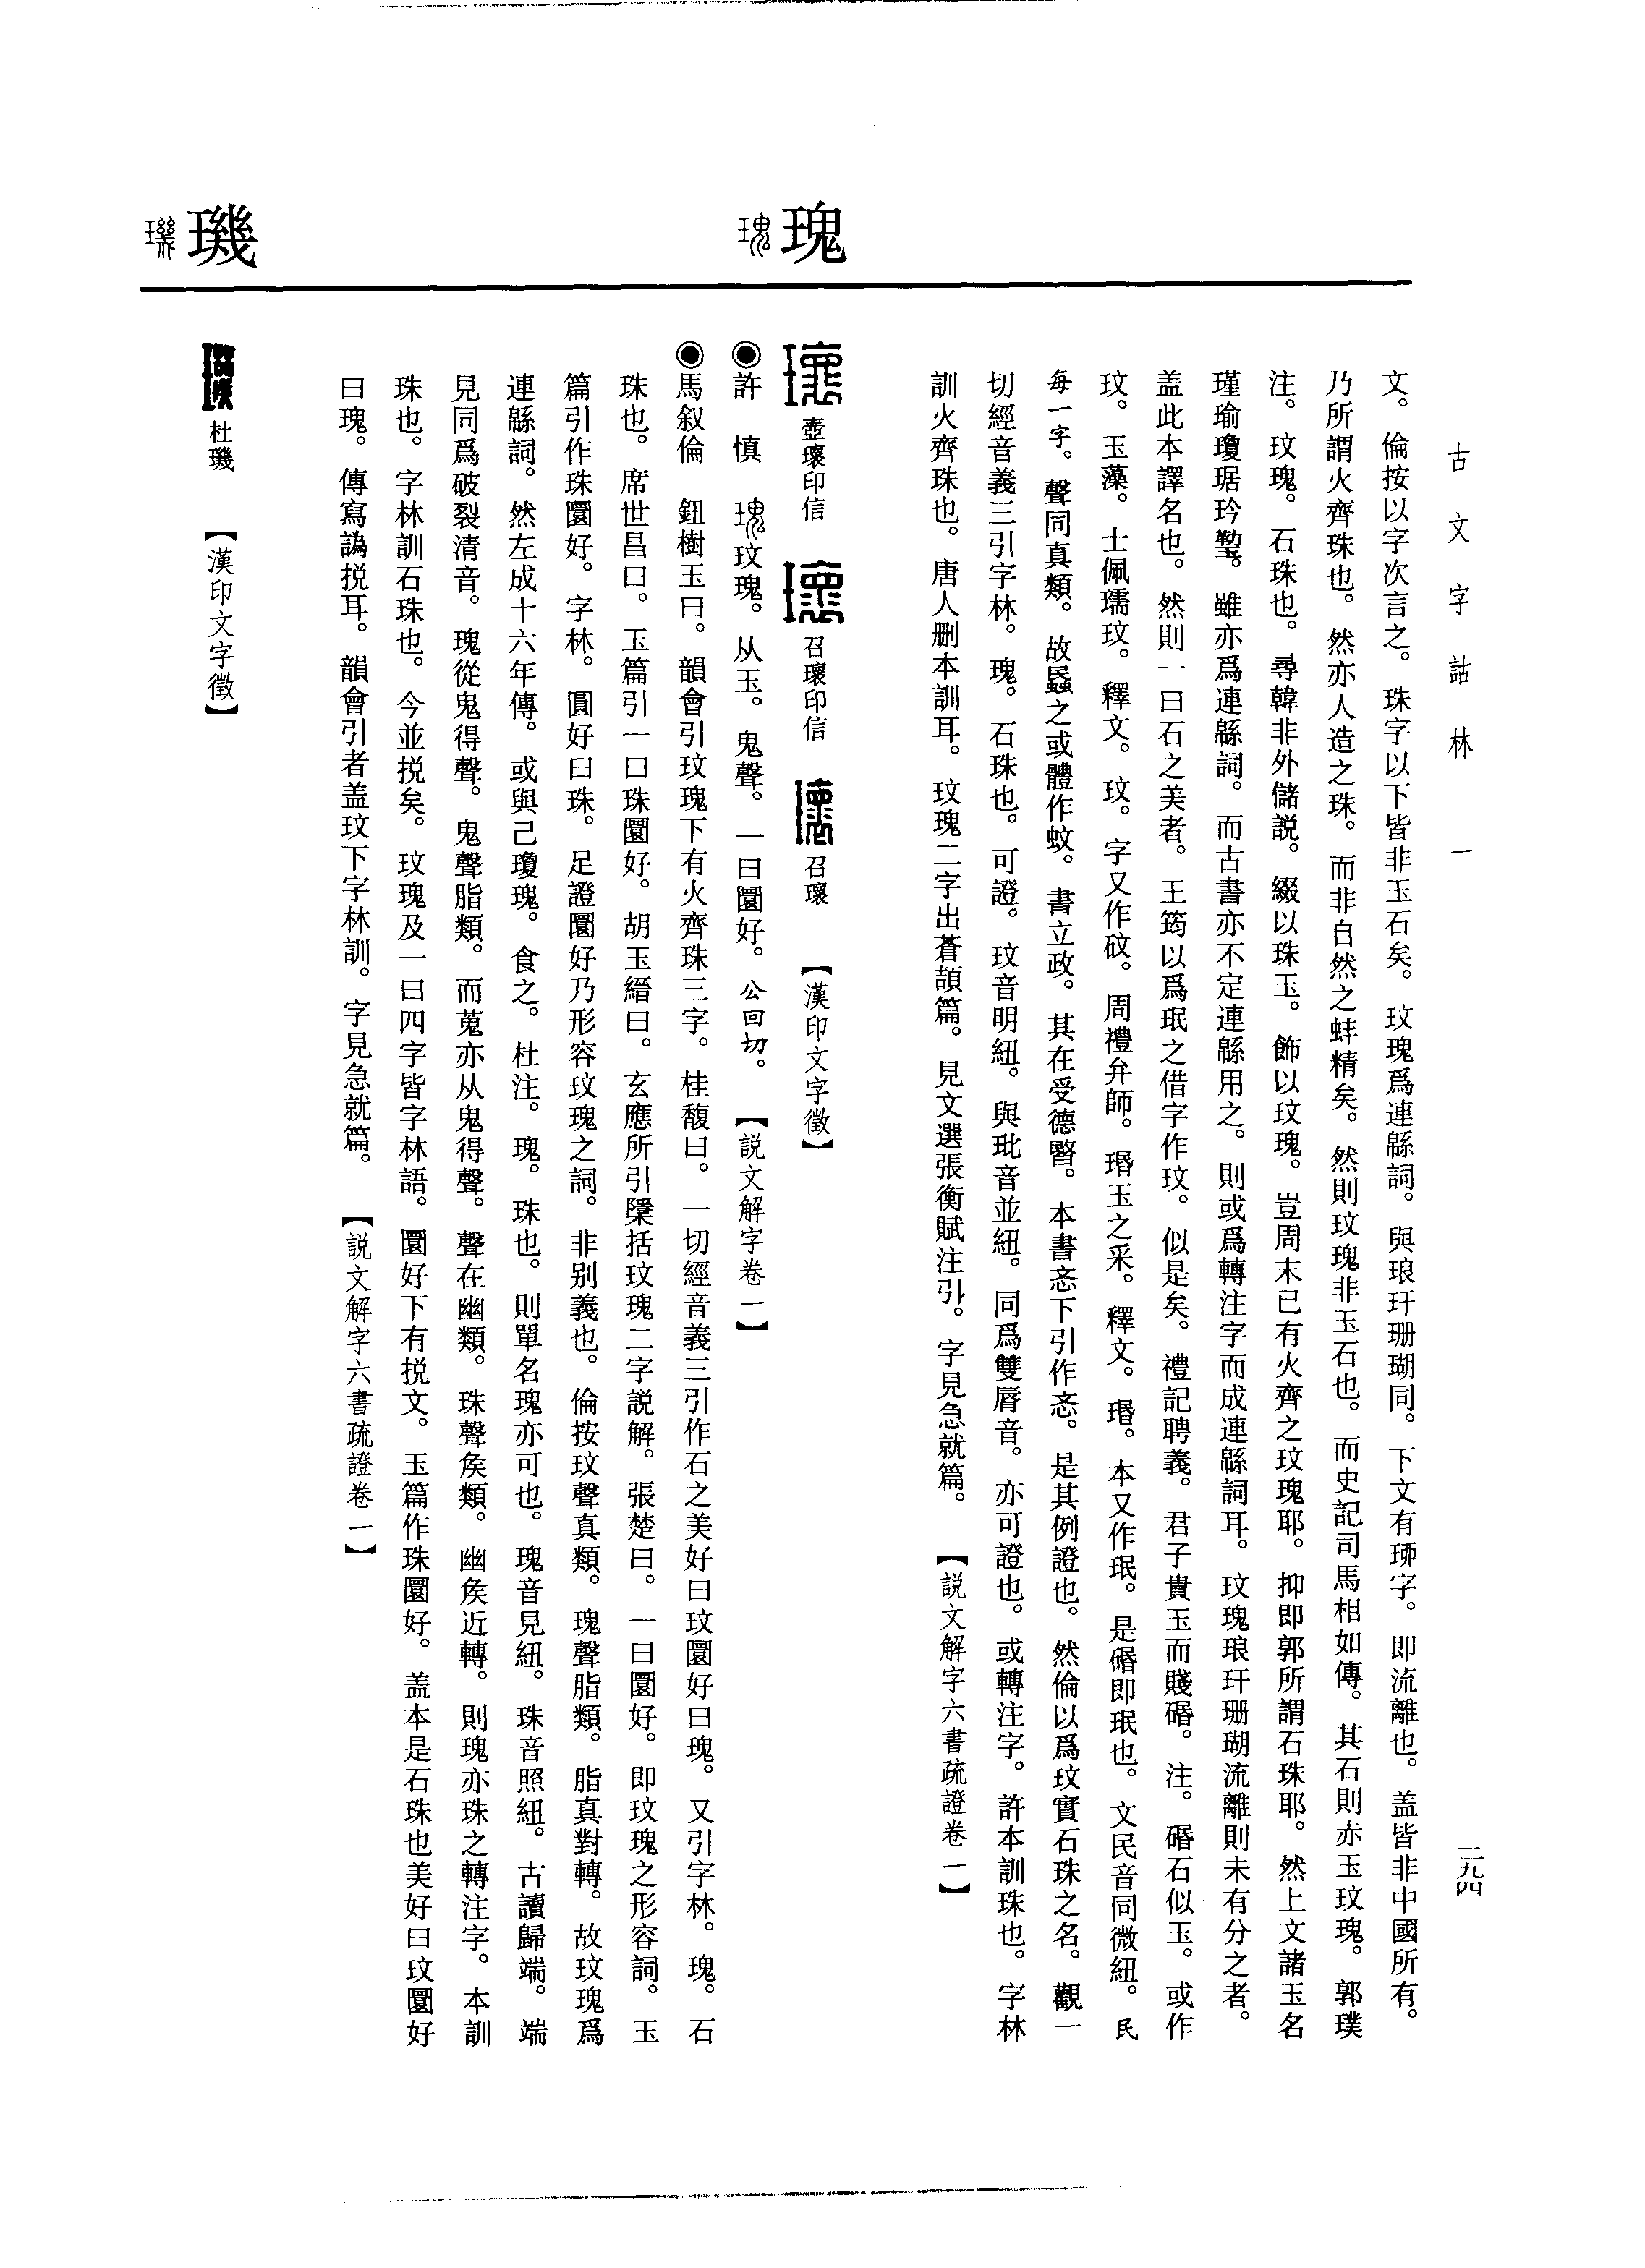 古文字詁林 一
二九四
文。倫按以字次言之。珠字以下皆非玉石矣。玟瑰爲連緜詞。與琅玕珊瑚同。下文有珋字。即流離也。盖皆非中國所有。
乃所謂火齊珠也。然亦人造之珠。而非自然之蚌精矣。然則玟瑰非玉石也。而史記司馬相如傳。其石則赤玉玟瑰。郭璞
注。玟瑰。石珠也。尋韓非外儲説。綴以珠玉。飾以玟瑰。豈周末已有火齊之玟瑰耶。抑即郭所謂石珠耶。然上文諸玉名
瑾瑜瓊琚玪䃘。雖亦爲連緜詞。而古書亦不定連緜用之。則或爲轉注字而成連緜詞耳。玟瑰琅玕珊瑚流離則未有分之者。
盖此本譯名也。然則一曰石之美者。王筠以爲珉之借字作玟。似是矣。禮記聘義。君子貴玉而賤碈。注。碈石似玉。或作
玟。玉藻。士佩瓀玟。釋文。玟。字又作砇。周禮弁師。瑉玉之采。釋文。瑉。本又作珉。是碈即珉也。文民音同微紐。民
每一字。聲同真類。故蟁之或體作蚊。書立政。其在受德暋。本書忞下引作忞。是其例證也。然倫以爲玟實石珠之名。觀一
切經音義三引字林。瑰。石珠也。可證。玟音明紐。與玭音並紐。同爲雙脣音。亦可證也。或轉注字。許本訓珠也。字林
訓火齊珠也。唐人删本訓耳。玟瑰二字出蒼頡篇。見文選張衡賦注引。字見急就篇。【説文解字六書疏證卷一】
瑰
壺瓌印信 召瓌印信 召瓌 【漢印文字徵】
◉許 慎 瑰玟瑰。从玉。鬼聲。一曰圜好。公回切。【説文解字卷一】
◉馬叙倫 鈕樹玉曰。韻會引玟瑰下有火齊珠三字。桂馥曰。一切經音義三引作石之美好曰玟圜好曰瑰。又引字林。瑰。石
珠也。席世昌曰。玉篇引一曰珠圜好。胡玉縉曰。玄應所引檃括玟瑰二字説解。張楚曰。一曰圜好。即玟瑰之形容詞。玉
篇引作珠圜好。字林。圓好曰珠。足證圜好乃形容玟瑰之詞。非别義也。倫按玟聲真類。瑰聲脂類。脂真對轉。故玟瑰爲
連緜詞。然左成十六年傳。或與己瓊瑰。食之。杜注。瑰。珠也。則單名瑰亦可也。瑰音見紐。珠音照紐。古讀歸端。端
見同爲破裂清音。瑰從鬼得聲。鬼聲脂類。而蒐亦从鬼得聲。聲在幽類。珠聲矦類。幽矦近轉。則瑰亦珠之轉注字。本訓
珠也。字林訓石珠也。今並挩矣。玟瑰及一曰四字皆字林語。圜好下有挩文。玉篇作珠圜好。盖本是石珠也美好曰玟圜好
曰瑰。傳寫譌挩耳。韻會引者盖玟下字林訓。字見急就篇。【説文解字六書疏證卷一】
璣
杜璣 【漢印文字徵】